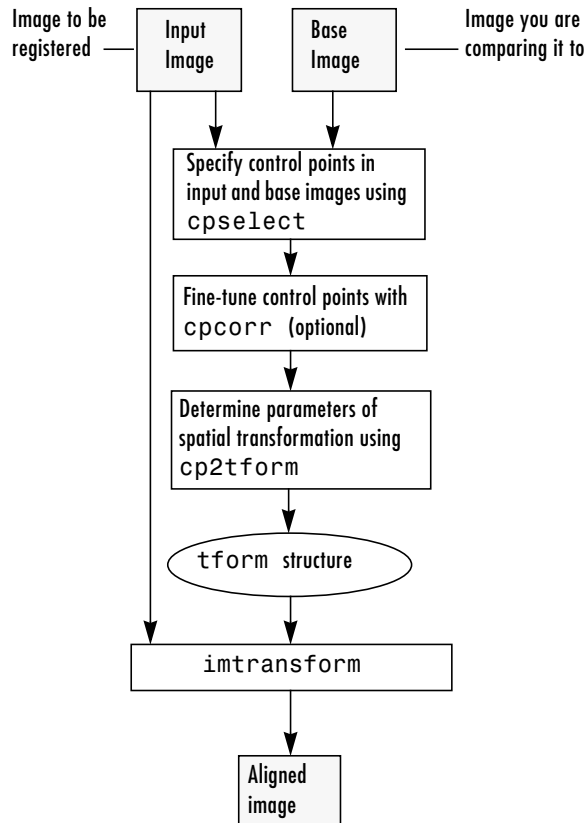 Image to be
registered
Input
Image
Base
Image
Image you are
comparing it to
Specify control points in
input and base images using
cpselect
Fine-tune control points with
cpcorr (optional)
Determine parameters of
spatial transformation using
cp2tform
tform structure
imtransform
Aligned
image